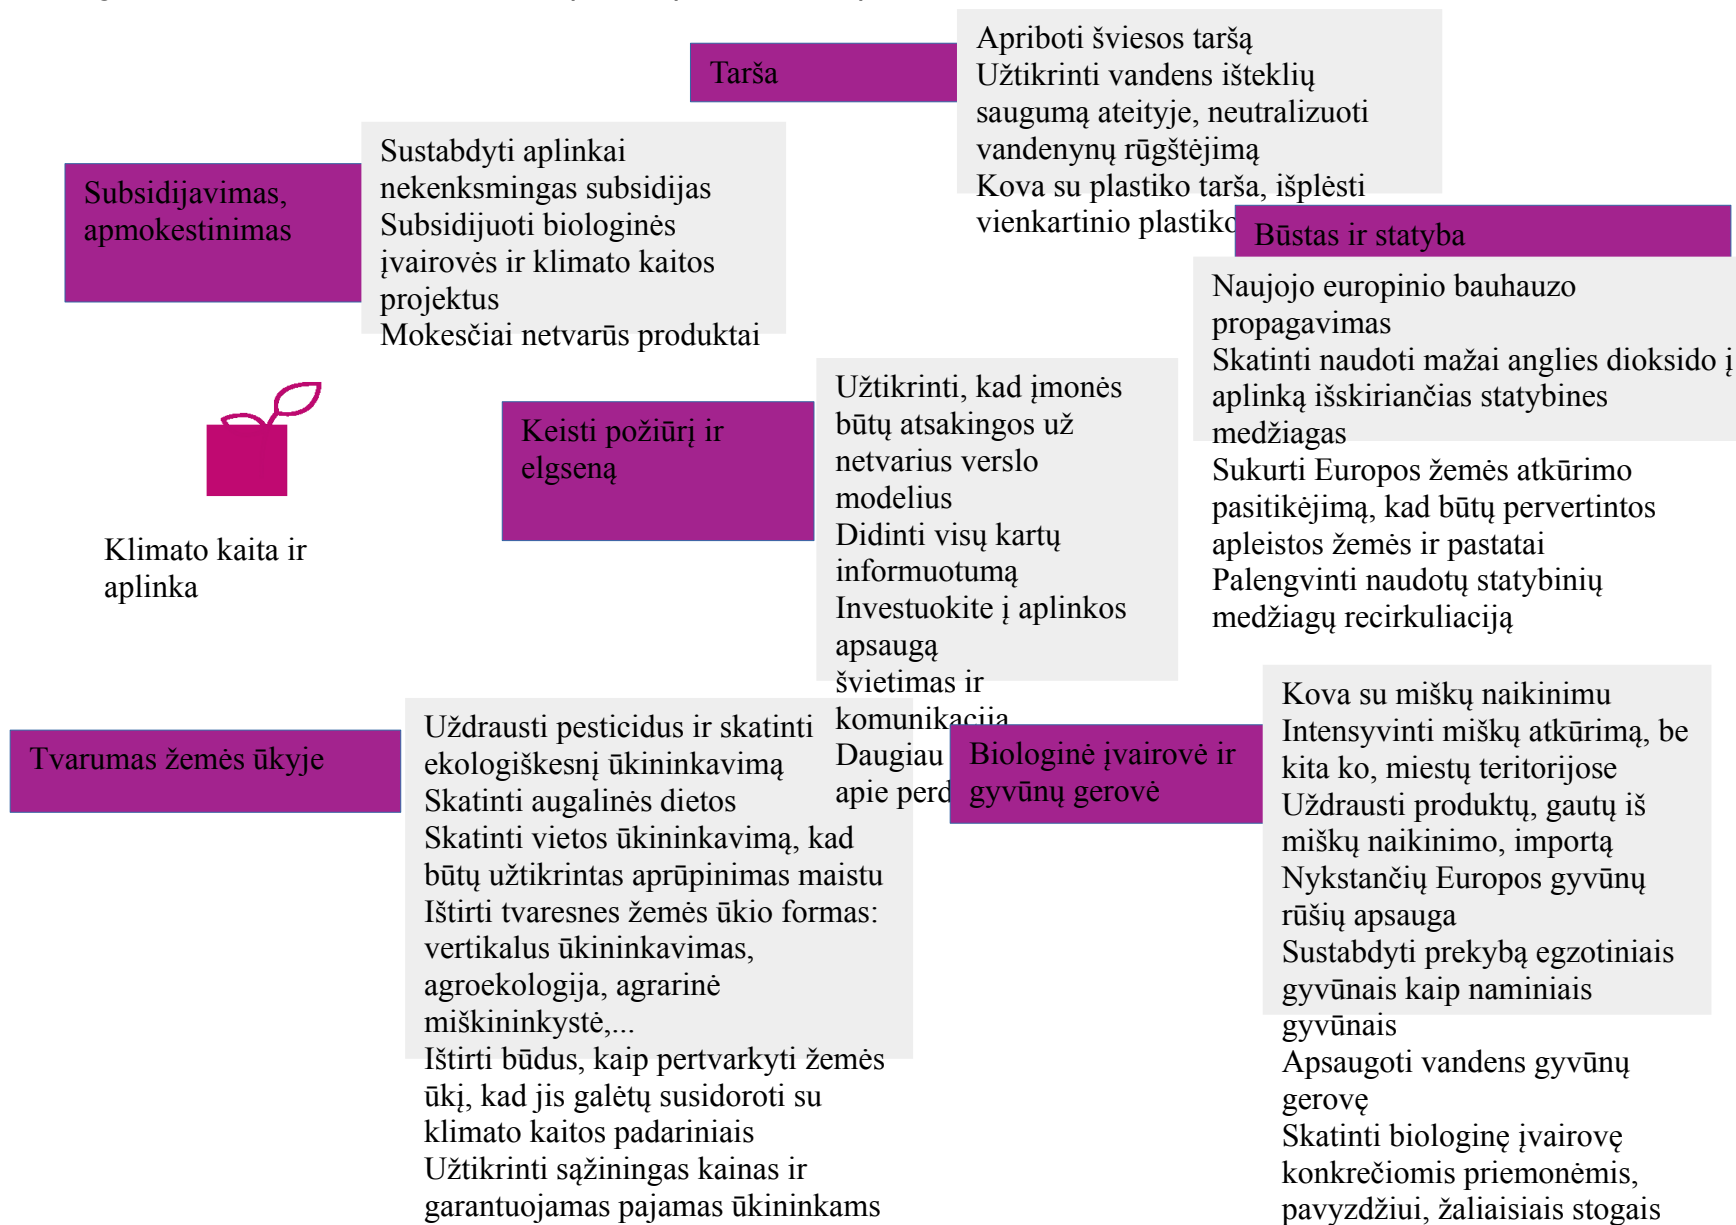 Tarša
Apriboti šviesos taršą
Užtikrinti vandens išteklių
saugumą ateityje, neutralizuoti
vandenynų rūgštėjimą
Kova su plastiko tarša, išplėsti
vienkartinio plastiko
Subsidijavimas,
apmokestinimas
Sustabdyti aplinkai
nekenksmingas subsidijas
Subsidijuoti biologinės
įvairovės ir klimato kaitos
projektus
Mokesčiai netvarūs produktai
Būstas ir statyba
Naujojo europinio bauhauzo
propagavimas
Skatinti naudoti mažai anglies dioksido į
aplinką išskiriančias statybines
medžiagas
Sukurti Europos žemės atkūrimo
pasitikėjimą, kad būtų pervertintos
apleistos žemės ir pastatai
Palengvinti naudotų statybinių
medžiagų recirkuliaciją
Keisti požiūrį ir
elgseną
Užtikrinti, kad įmonės
būtų atsakingos už
netvarius verslo
modelius
Didinti visų kartų
informuotumą
Investuokite į aplinkos
apsaugą
švietimas ir
komunikacija
Daugiau
apie
Klimato kaita ir
aplinka
Tvarumas žemės ūkyje
Uždrausti pesticidus ir skatinti
ekologiškesnį ūkininkavimą
Skatinti augalinės dietos
Skatinti vietos ūkininkavimą, kad
būtų užtikrintas aprūpinimas maistu
Ištirti tvaresnes žemės ūkio formas:
vertikalus ūkininkavimas,
agroekologija, agrarinė
miškininkystė,...
Ištirti būdus, kaip pertvarkyti žemės
ūkį, kad jis galėtų susidoroti su
klimato kaitos padariniais
Užtikrinti sąžiningas kainas ir
garantuojamas pajamas ūkininkams
Biologinė įvairovė ir
gyvūnų gerovė
Kova su miškų naikinimu
Intensyvinti miškų atkūrimą, be
kita ko, miestų teritorijose
Uždrausti produktų, gautų iš
miškų naikinimo, importą
Nykstančių Europos gyvūnų
rūšių apsauga
Sustabdyti prekybą egzotiniais
gyvūnais kaip naminiais
gyvūnais
Apsaugoti vandens gyvūnų
gerovę
Skatinti biologinę įvairovę
konkrečiomis priemonėmis,
pavyzdžiui, žaliaisiais stogais